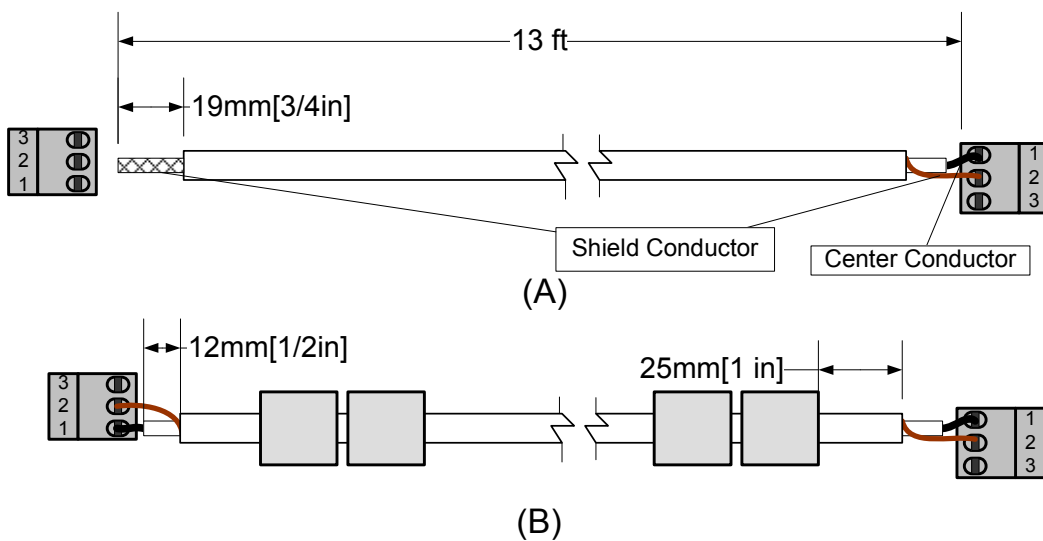 13 ft
19mm[3/4in]
3
2
1
1
2
3
Shield Conductor
Center Conductor
(A)
12mm[1/2in]
25mm[1 in]
3
2
1
1
2
3
(B)